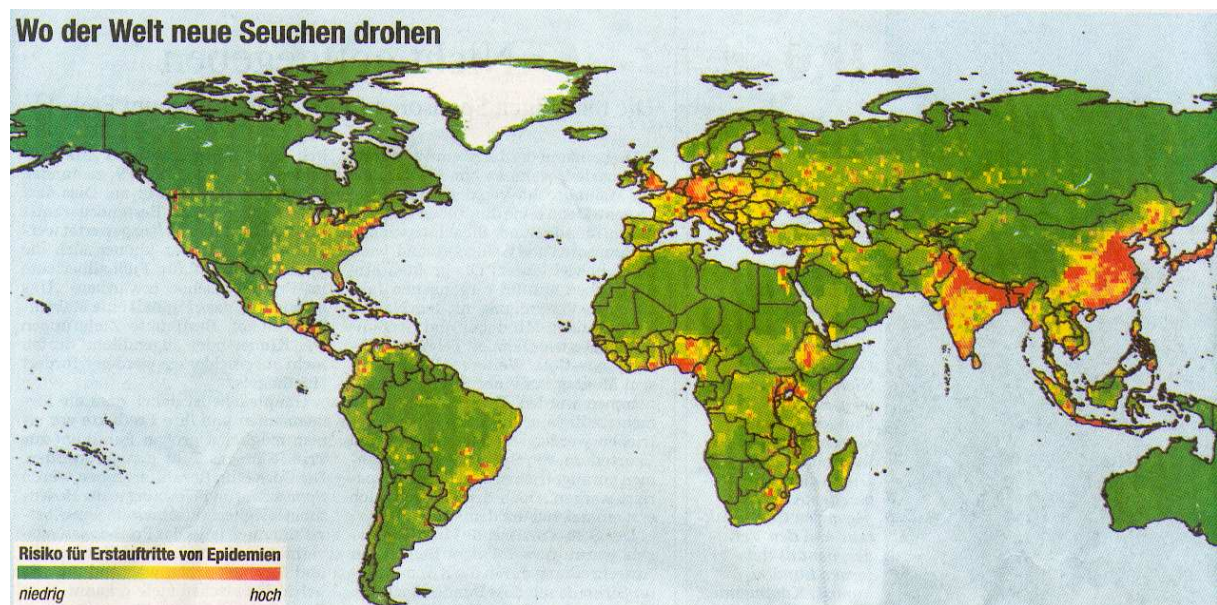 Wo der Welt neue Seuchen drohen
Risiko für Erstauftritte von Epidemien
niedrig
hoch